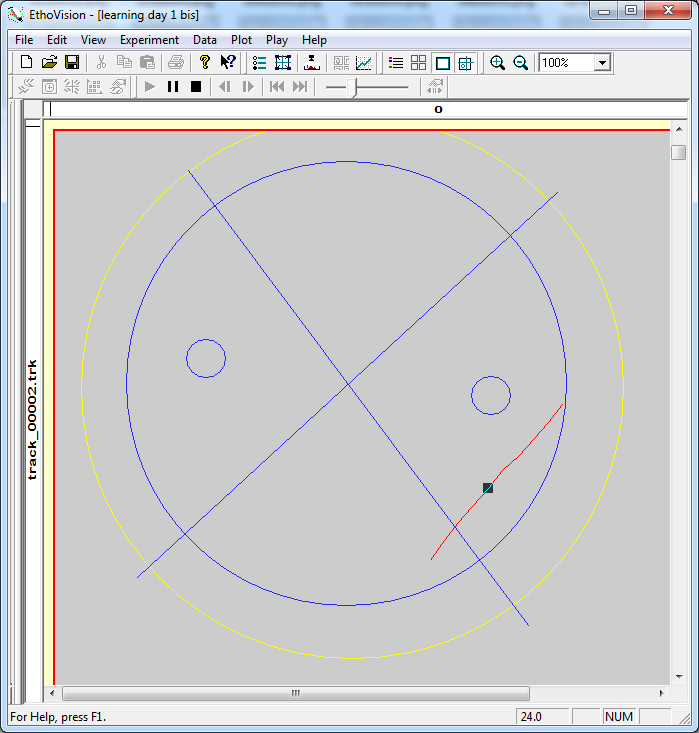 EthoVision - [learning day 1 bis]
File Edit View Experiment Data Plot Play Help
100%
O
track_00002.trk
For Help, press F1.
24.0
NUM